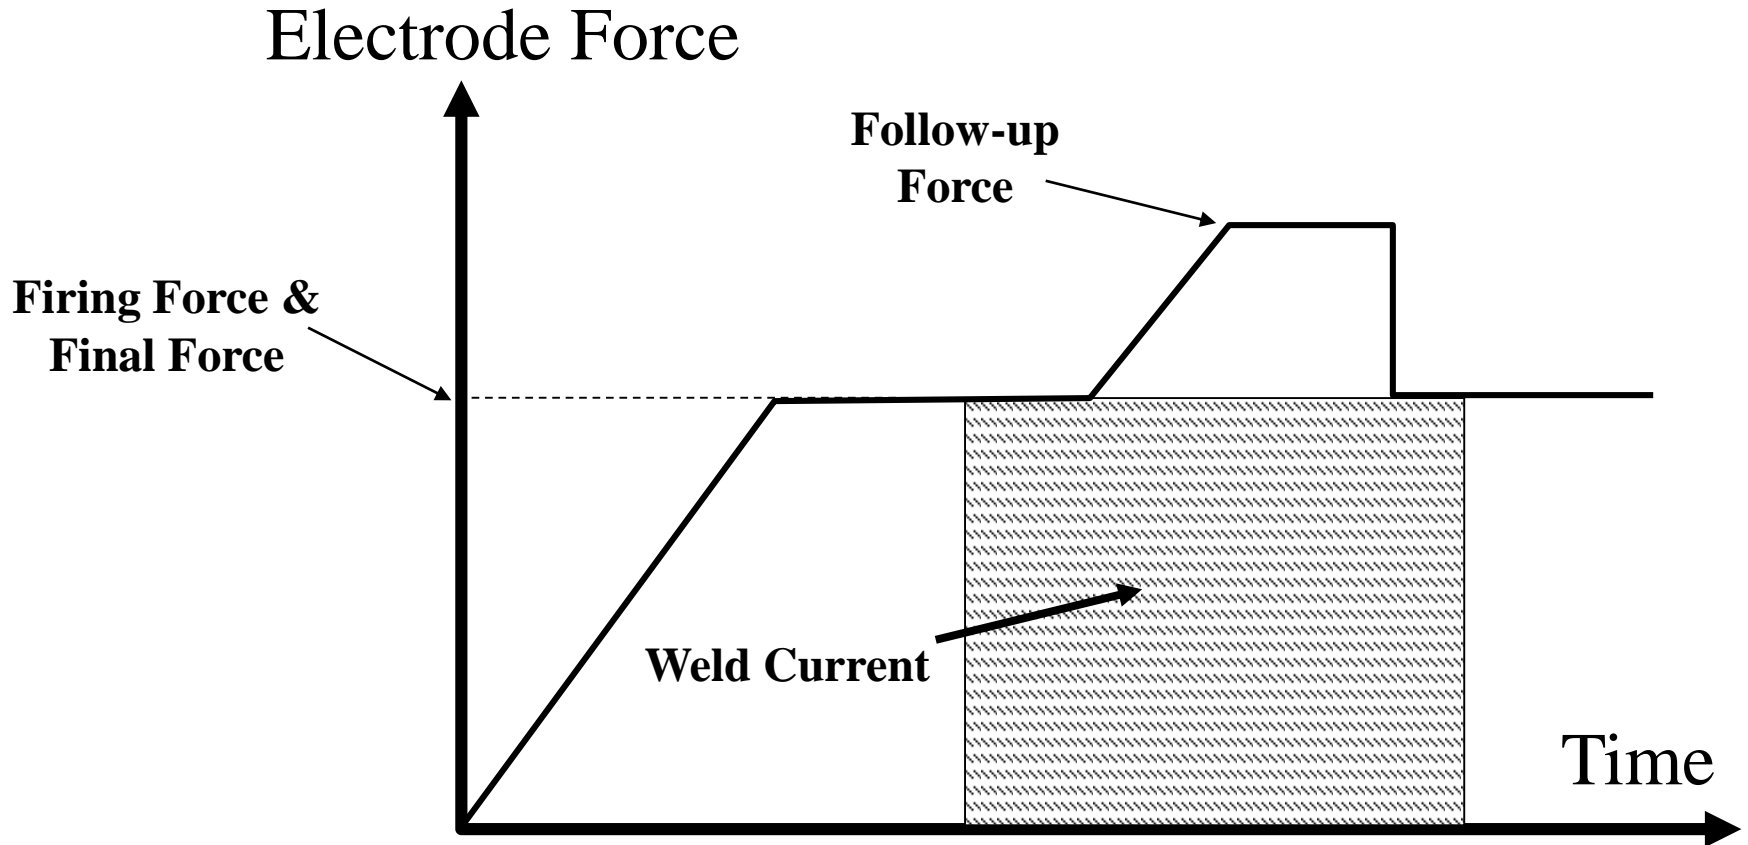 Electrode Force
Follow-up
Force
Firing Force &
Final Force
Weld Current
Time